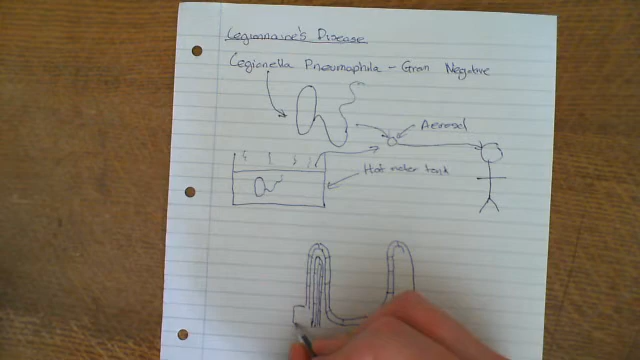 Legionnaire's Disease
Legionella Pneumophila - Gram Negative
Aerosol
Hot water tank